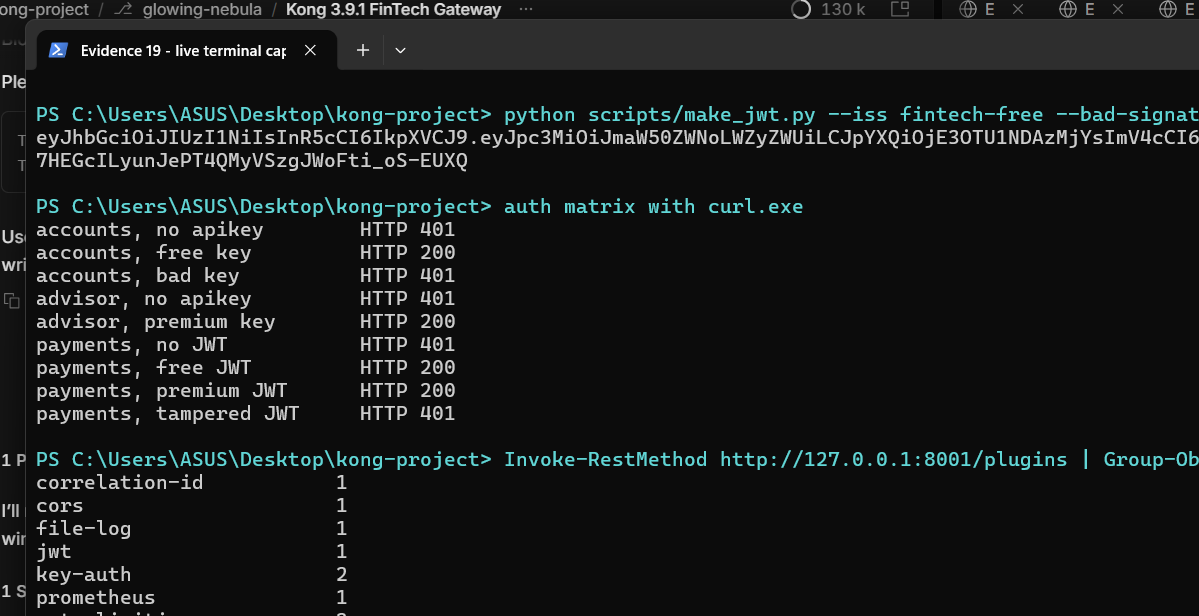 ong-project / glowing-nebula / Kong 3.9.1 FinTech Gateway ... 130 k E × E × E
Evidence 19 - live terminal cap
Ple
PS C:\Users\ASUS\Desktop\kong-project> python scripts/make_jwt.py --iss fintech-free --bad-signat
eyJhbGciOiJIUzI1NiIsInR5cCI6IkpXVCJ9.eyJpc3MiOiJmaW50ZWNoLWZyZWUiLCJpYXQiOjE3OTU1NDAzMjYsImV4cCI6
7HEGcILyunJePT4QMyVSzgJWoFti_oS-EUXQ
PS C:\Users\ASUS\Desktop\kong-project> auth matrix with curl.exe
accounts, no apikey HTTP 401
accounts, free key HTTP 200
accounts, bad key HTTP 401
advisor, no apikey HTTP 401
advisor, premium key HTTP 200
payments, no JWT HTTP 401
payments, free JWT HTTP 200
payments, premium JWT HTTP 200
payments, tampered JWT HTTP 401
1 P
PS C:\Users\ASUS\Desktop\kong-project> Invoke-RestMethod http://127.0.0.1:8001/plugins | Group-Ob
correlation-id 1
cors 1
I'll
file-log 1
win
jwt 1
key-auth 2
1 S
prometheus 1